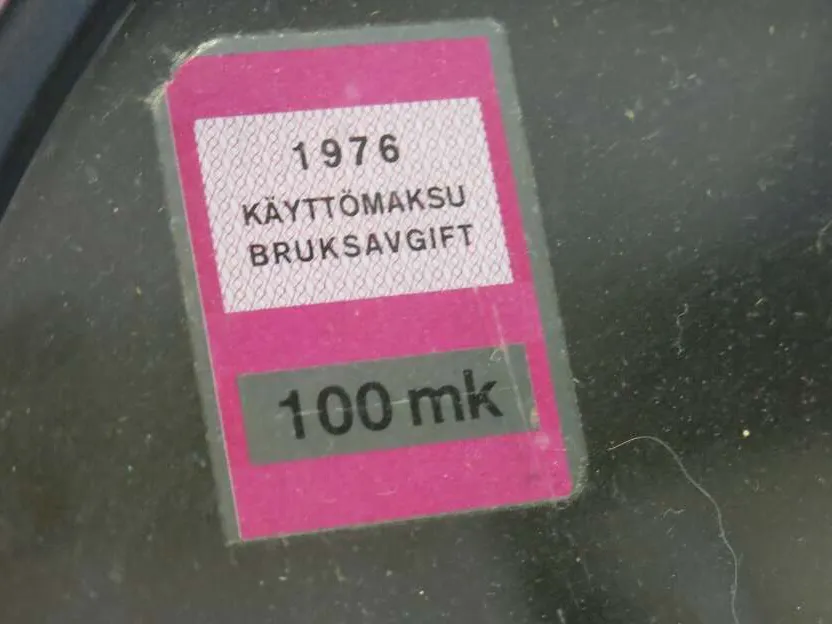 1976
KÄYTTÖMAKSU
BRUKSAVGIFT
100 mk